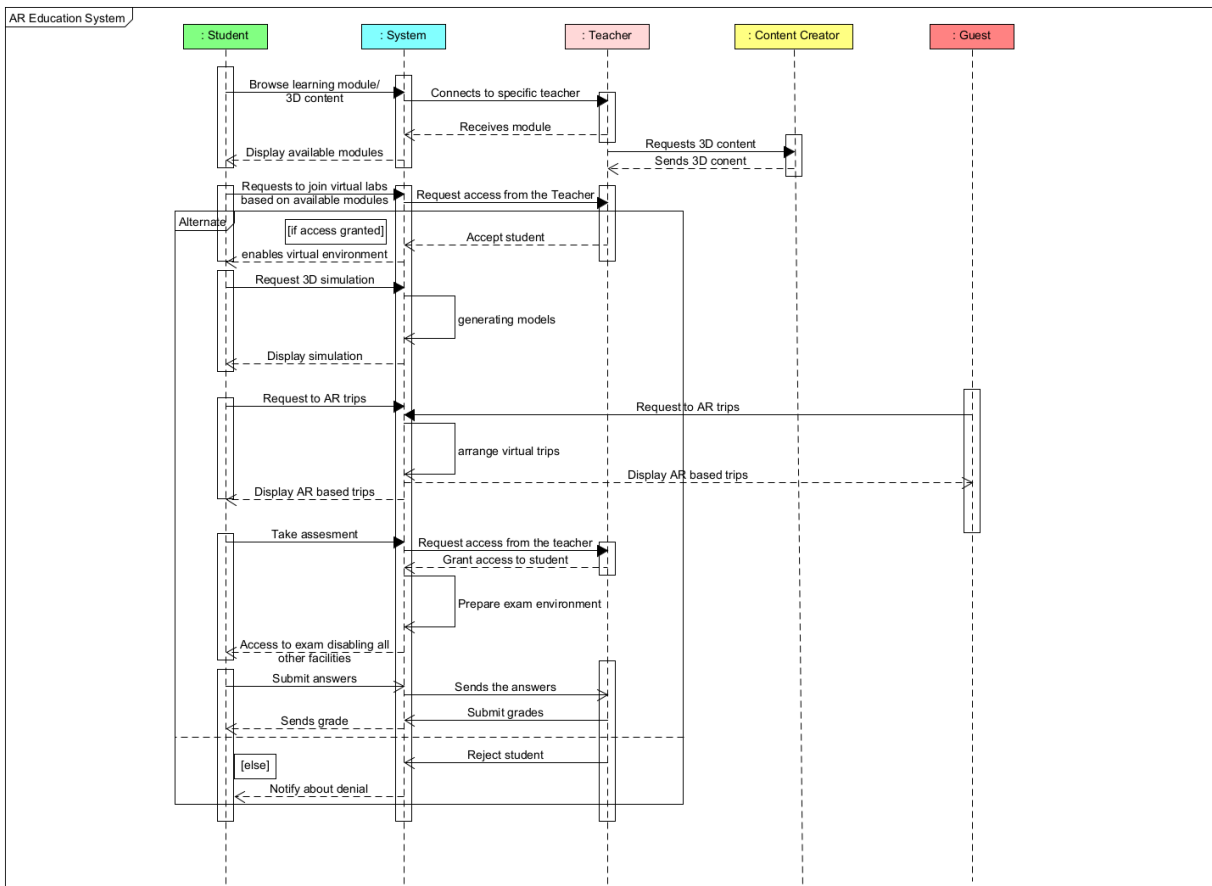 AR Education System
: Student
: System
: Teacher
: Content Creator
: Guest
Browse learning module/
3D content
Connects to specific teacher
Receives module
Requests 3D content
Display available modules
Sends 3D conent
Requests to join virtual labs
based on available modules
Request access from the Teacher
Alternate
[if access granted]
Accept student
enables virtual environment
Request 3D simulation
generating models
Display simulation
Request to AR trips
Request to AR trips
arrange virtual trips
Display AR based trips
Display AR based trips
Take assesment
Request access from the teacher
Grant access to student
Prepare exam environment
Access to exam disabling all
other facilities
Submit answers
Sends the answers
Submit grades
Sends grade
Reject student
[else]
Notify about denial